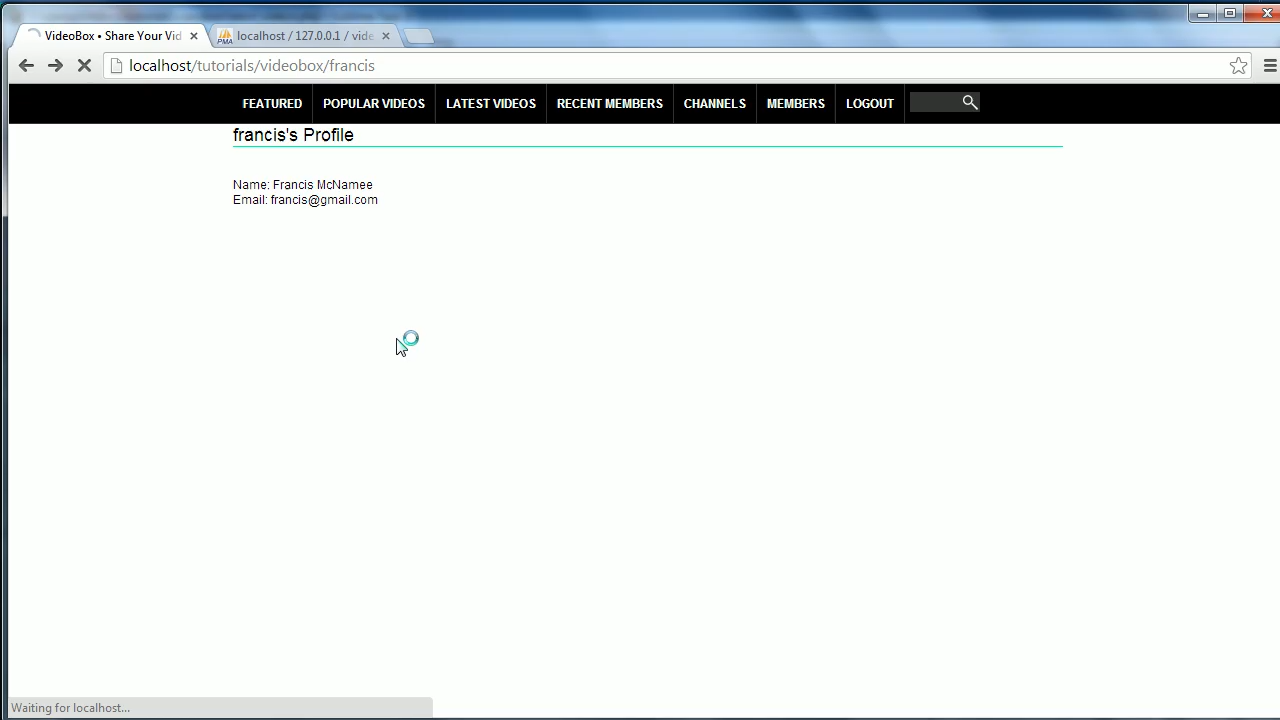 VideoBox • Share Your Vid
localhost / 127.0.0.1 / vide
PMA
localhost/tutorials/videobox/francis
FEATURED
POPULAR VIDEOS
LATEST VIDEOS
RECENT MEMBERS
CHANNELS
MEMBERS
LOGOUT
francis's Profile
Name: Francis McNamee
Email: francis@gmail.com
Waiting for localhost...